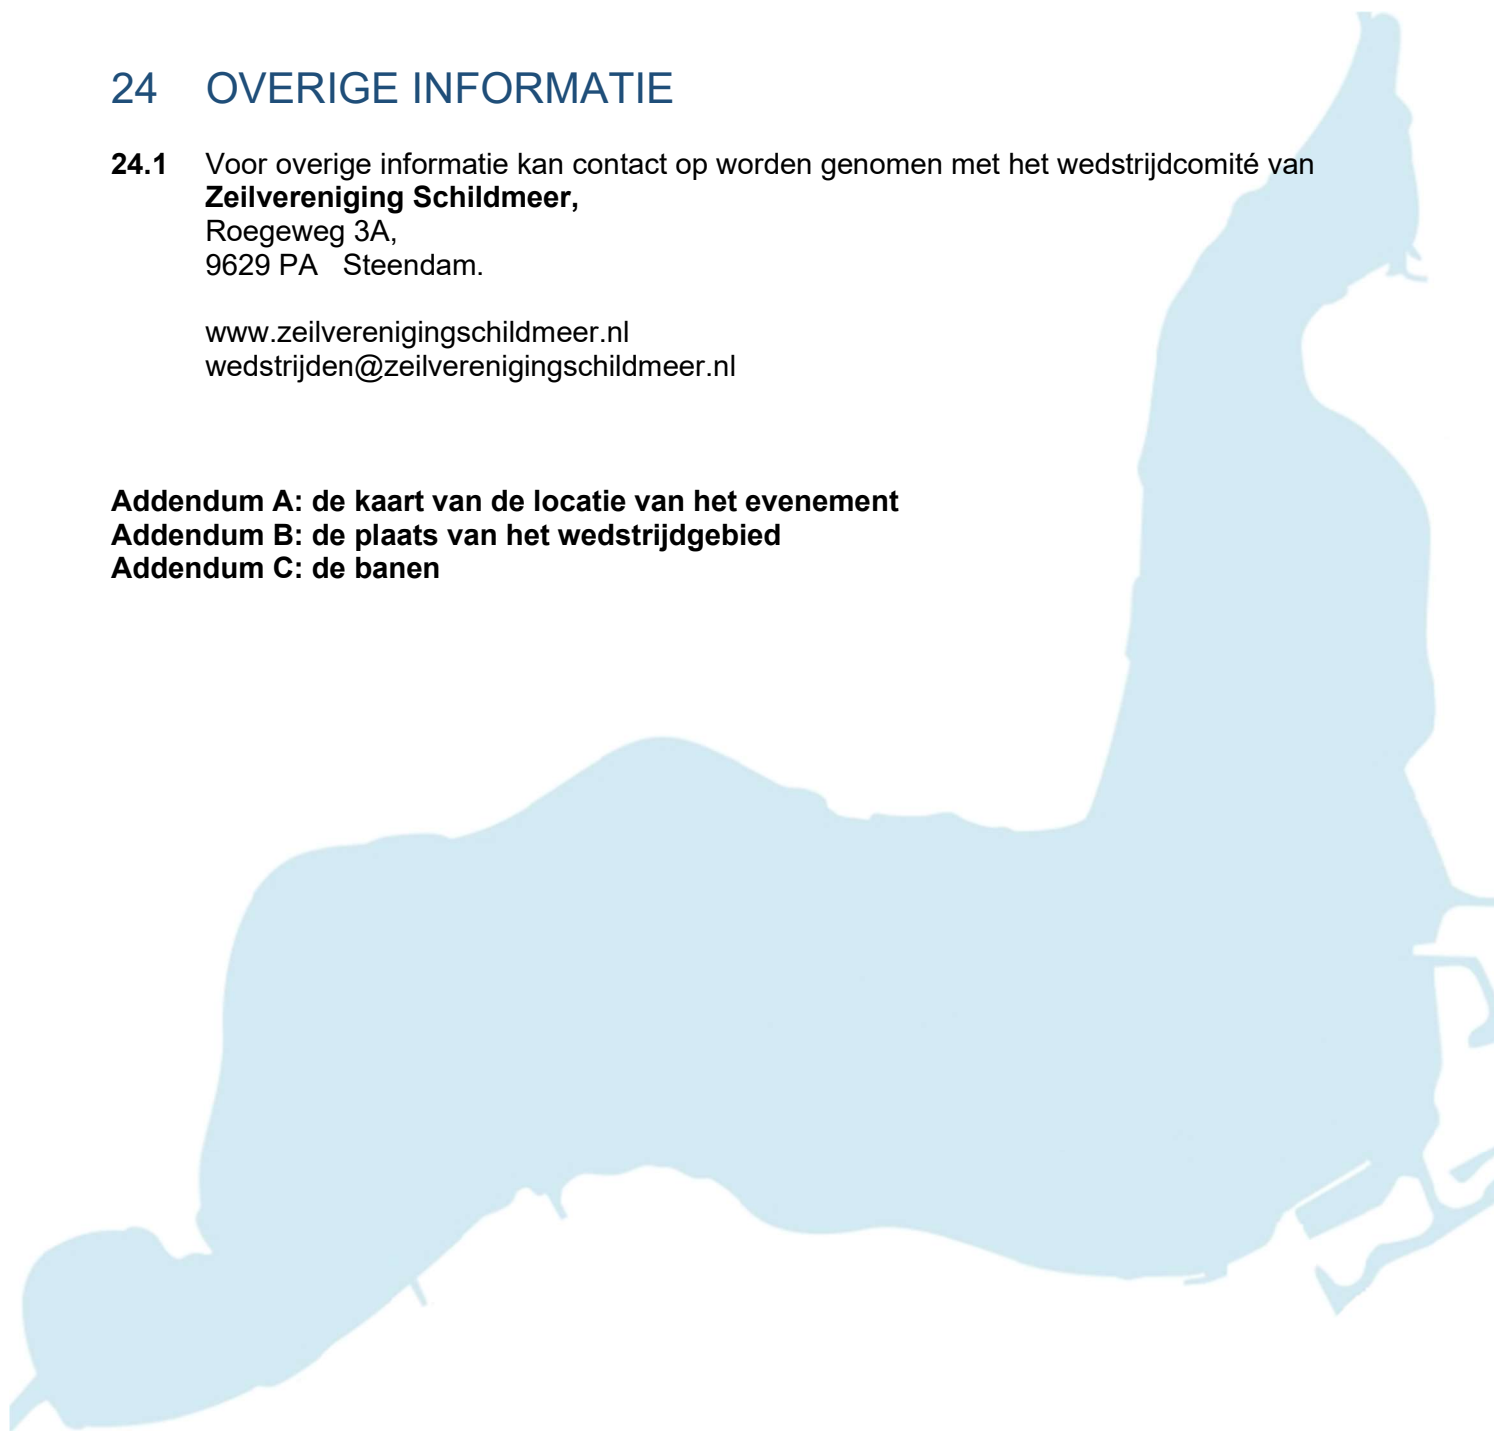 24 OVERIGE INFORMATIE
24.1 Voor overige informatie kan contact op worden genomen met het wedstrijdcomité van
Zeilvereniging Schildmeer,
Roegeweg 3A,
9629 PA Steendam.
www.zeilverenigingschildmeer.nl
wedstrijden@zeilverenigingschildmeer.nl
Addendum A: de kaart van de locatie van het evenement
Addendum B: de plaats van het wedstrijdgebied
Addendum C: de banen